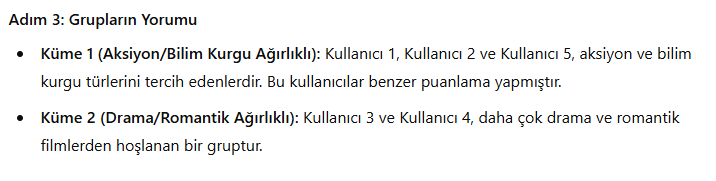 Adım 3: Grupların Yorumu
• Küme 1 (Aksiyon/Bilim Kurgu Ağırlıklı): Kullanıcı 1, Kullanıcı 2 ve Kullanıcı 5, aksiyon ve bilim
kurgu türlerini tercih edenlerdir. Bu kullanıcılar benzer puanlama yapmıştır.
• Küme 2 (Drama/Romantik Ağırlıklı): Kullanıcı 3 ve Kullanıcı 4, daha çok drama ve romantik
filmlerden hoşlanan bir gruptur.